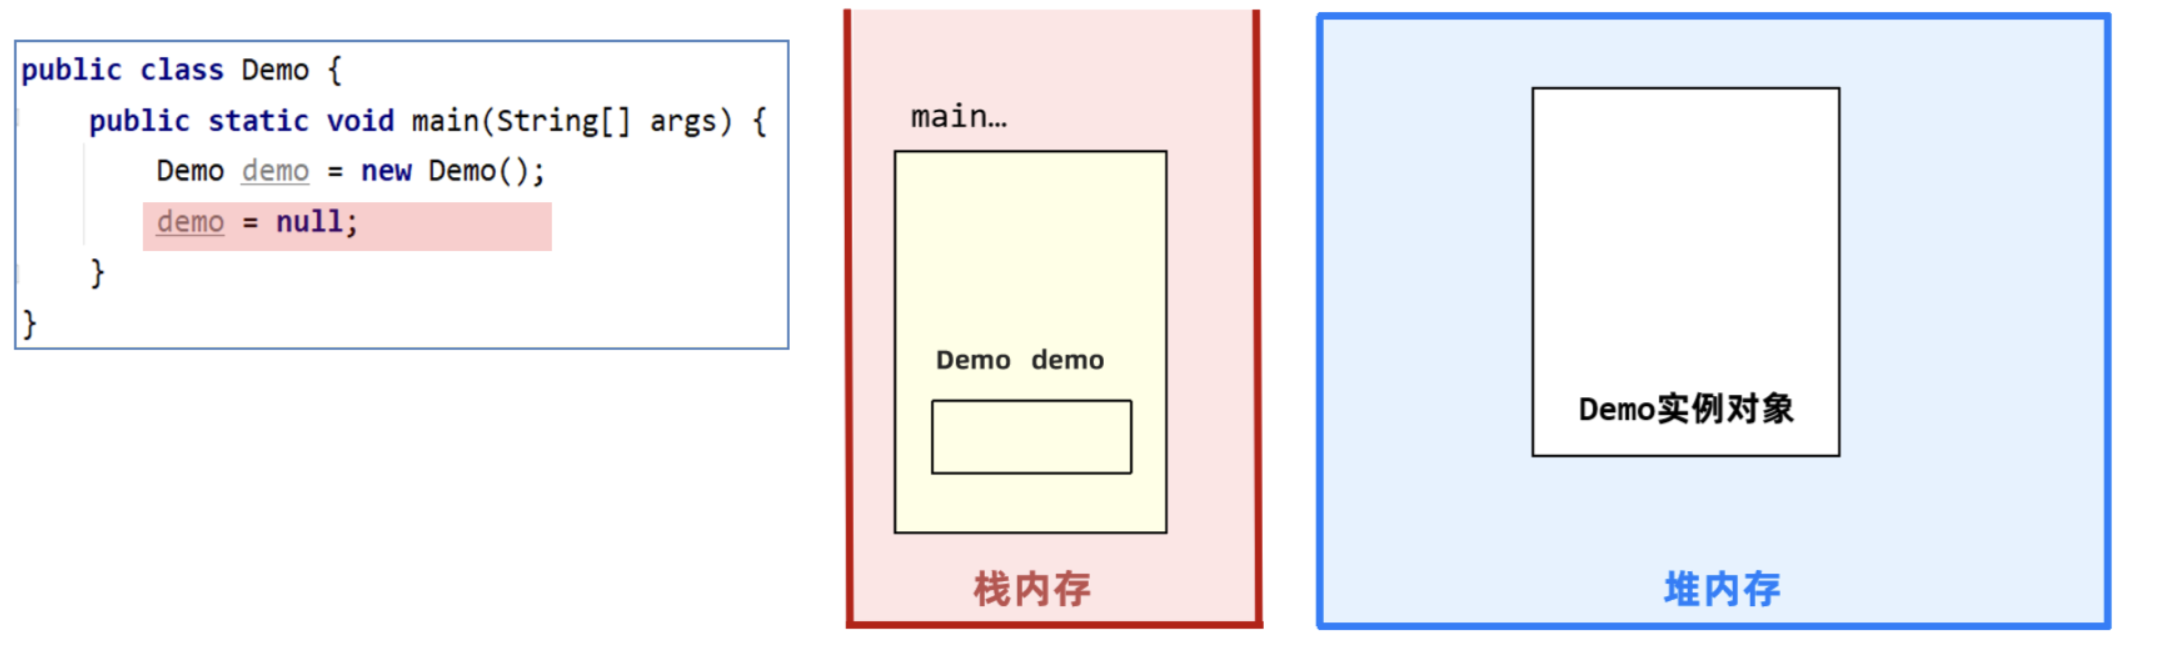 public class Demo {
    public static void main(String[] args) {
        Demo demo = new Demo();
        demo = null;
    }
}
main…
Demo demo
栈内存
Demo实例对象
堆内存